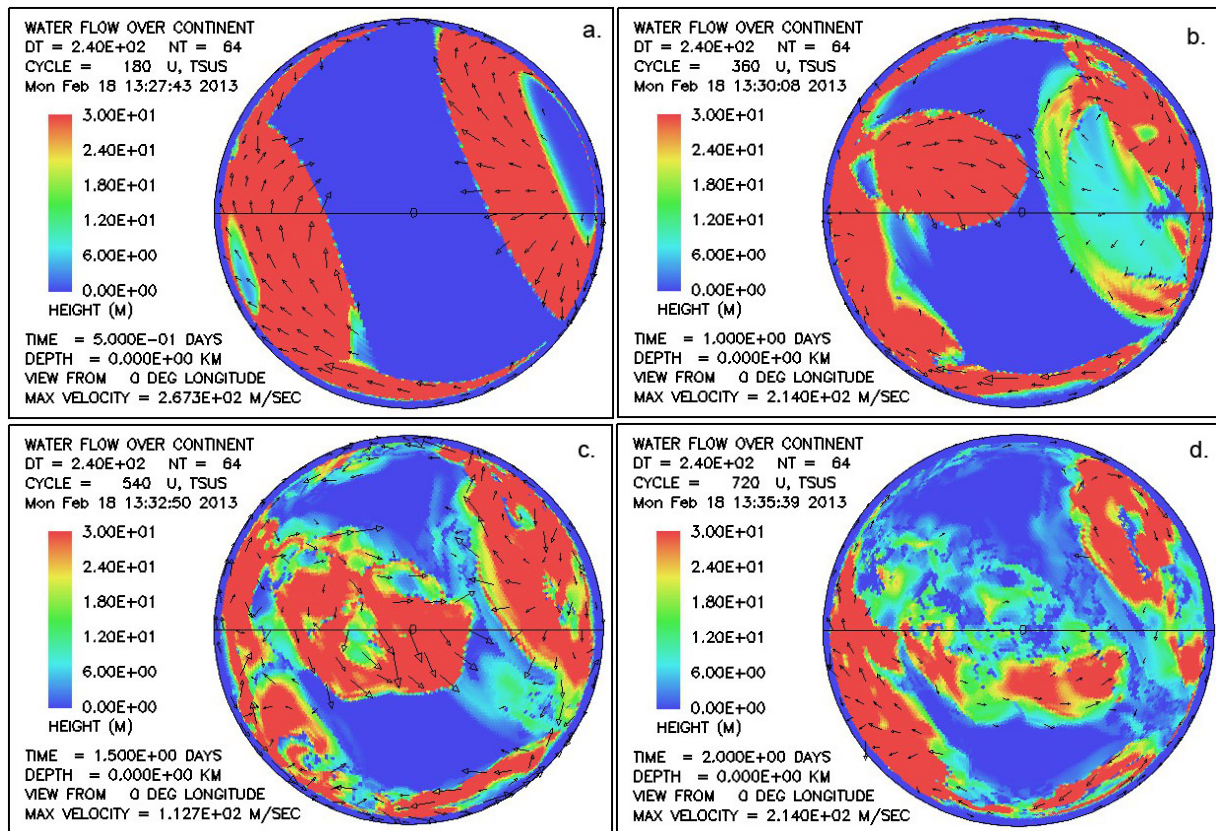 WATER FLOW OVER CONTINENT
a.
DT = 2.40E+02 NT = 64
CYCLE = 180 U, TSUS
Mon Feb 18 13:27:43 2013
3.00E+01
2.40E+01
1.80E+01
1.20E+01
6.00E+00
0.00E+00
HEIGHT (M)
0
TIME = 5.000E-01 DAYS
DEPTH = 0.000E+00 KM
VIEW FROM 0 DEG LONGITUDE
MAX VELOCITY = 2.673E+02 M/SEC
WATER FLOW OVER CONTINENT
b.
DT = 2.40E+02 NT = 64
CYCLE = 360 U, TSUS
Mon Feb 18 13:30:08 2013
3.00E+01
2.40E+01
1.80E+01
1.20E+01
6.00E+00
0.00E+00
HEIGHT (M)
0
TIME = 1.000E+00 DAYS
DEPTH = 0.000E+00 KM
VIEW FROM 0 DEG LONGITUDE
MAX VELOCITY = 2.140E+02 M/SEC
WATER FLOW OVER CONTINENT
c.
DT = 2.40E+02 NT = 64
CYCLE = 540 U, TSUS
Mon Feb 18 13:32:50 2013
3.00E+01
2.40E+01
1.80E+01
1.20E+01
6.00E+00
0.00E+00
HEIGHT (M)
0
TIME = 1.500E+00 DAYS
DEPTH = 0.000E+00 KM
VIEW FROM 0 DEG LONGITUDE
MAX VELOCITY = 1.127E+02 M/SEC
WATER FLOW OVER CONTINENT
d.
DT = 2.40E+02 NT = 64
CYCLE = 720 U, TSUS
Mon Feb 18 13:35:39 2013
3.00E+01
2.40E+01
1.80E+01
1.20E+01
6.00E+00
0.00E+00
HEIGHT (M)
0
TIME = 2.000E+00 DAYS
DEPTH = 0.000E+00 KM
VIEW FROM 0 DEG LONGITUDE
MAX VELOCITY = 2.140E+02 M/SEC